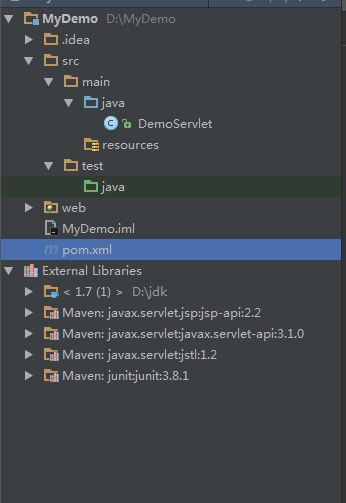 MyDemo D:\MyDemo
.idea
src
main
java
DemoServlet
resources
test
java
web
MyDemo.iml
pom.xml
External Libraries
< 1.7 (1) > D:\jdk
Maven: javax.servlet.jsp:jsp-api:2.2
Maven: javax.servlet:javax.servlet-api:3.1.0
Maven: javax.servlet:jstl:1.2
Maven: junit:junit:3.8.1